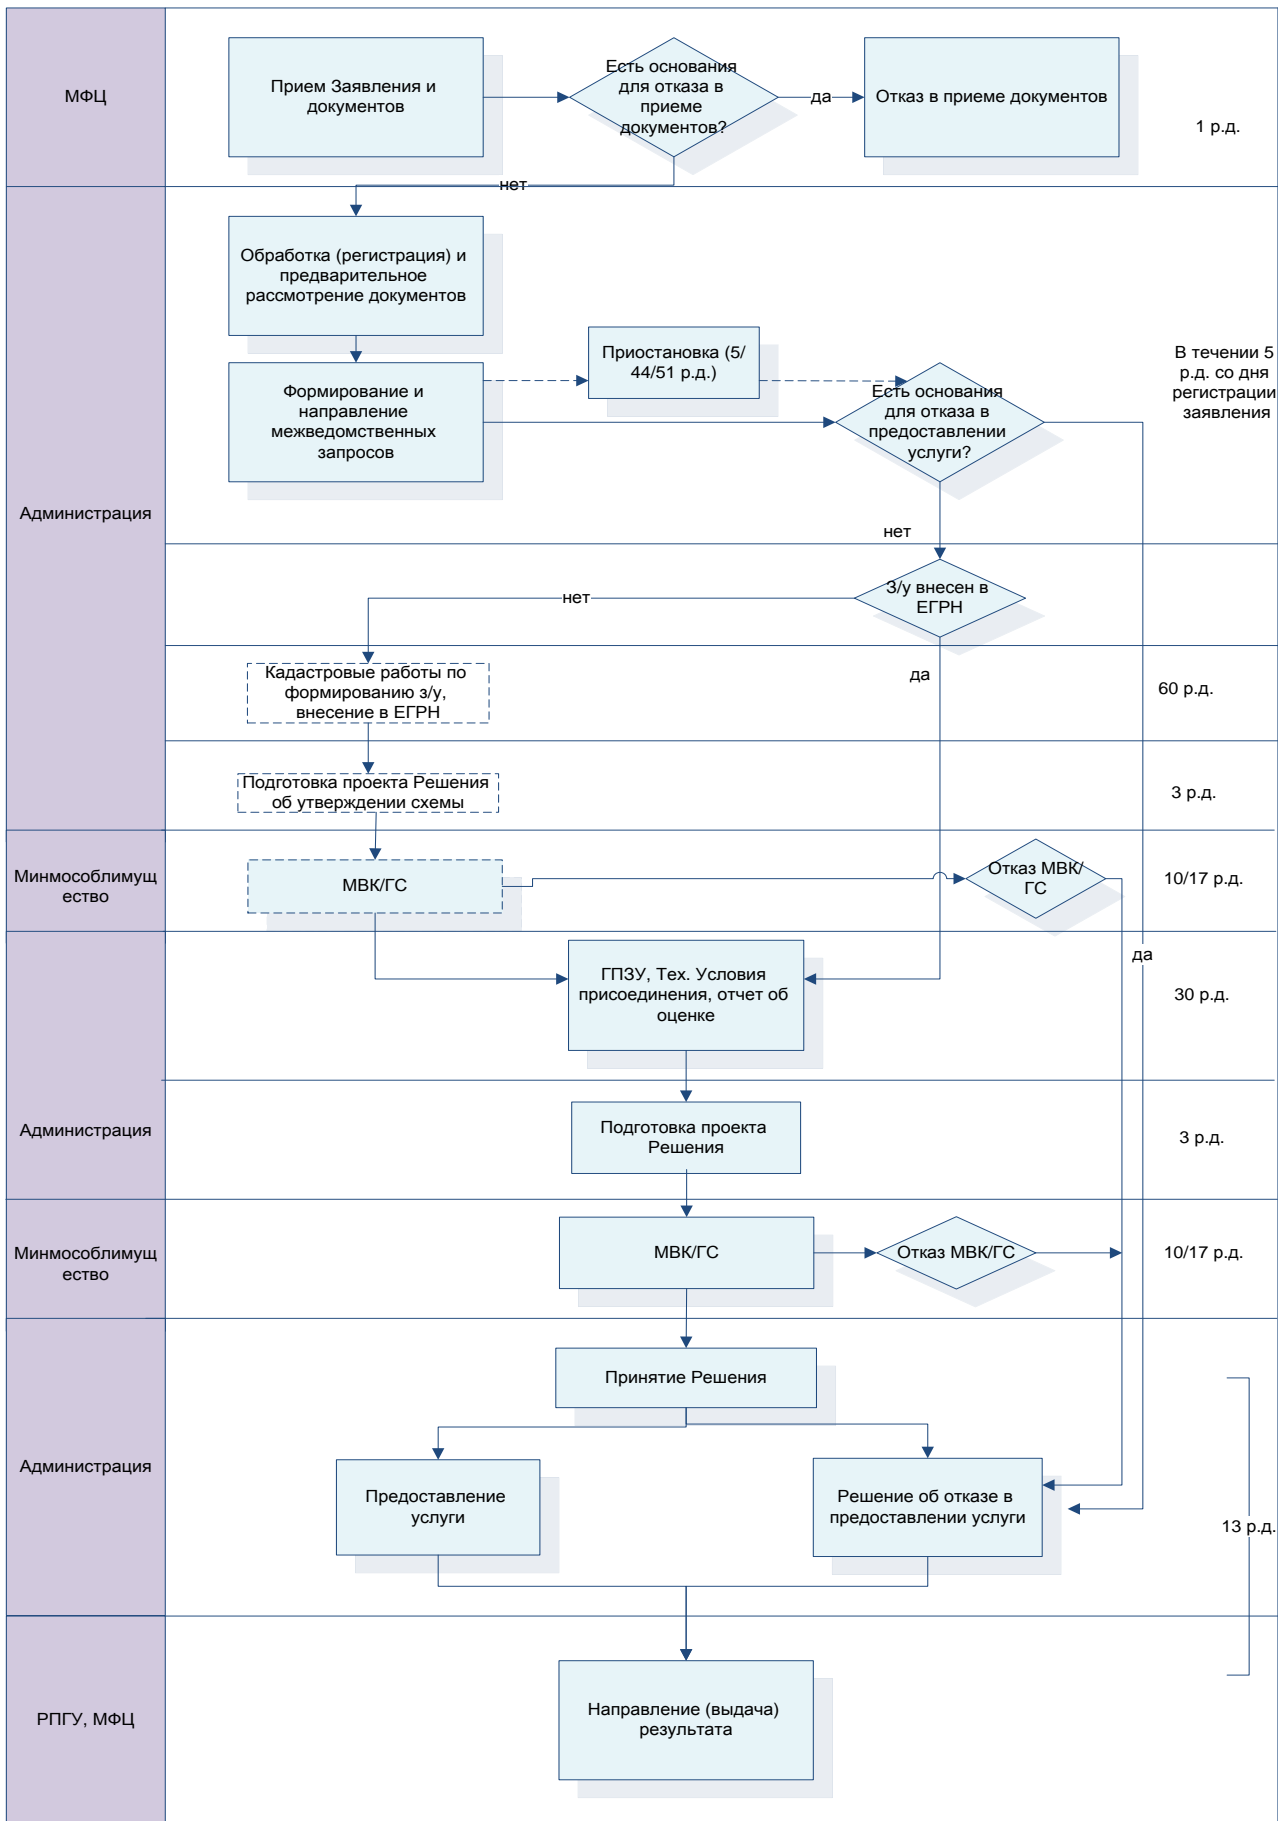 МФЦ
Прием Заявления и
документов
Есть основания
для отказа в
приеме
документов?
да
Отказ в приеме документов
1 р.д.
нет
Администрация
Обработка (регистрация) и
предварительное
рассмотрение документов
Формирование и
направление
межведомственных
запросов
Приостановка (5/
44/51 р.д.)
Есть основания
для отказа в
предоставлении
услуги?
В течении 5
р.д. со дня
регистрации
заявления
нет
З/у внесен в
ЕГРН
нет
да
Кадастровые работы по
формированию з/у,
внесение в ЕГРН
60 р.д.
Подготовка проекта Решения
об утверждении схемы
3 р.д.
Минмособлимущ
ество
МВК/ГС
Отказ МВК/
ГС
10/17 р.д.
да
Администрация
ГПЗУ, Тех. Условия
присоединения, отчет об
оценке
30 р.д.
Подготовка проекта
Решения
3 р.д.
Минмособлимущ
ество
МВК/ГС
Отказ МВК/ГС
10/17 р.д.
Администрация
Принятие Решения
Предоставление
услуги
Решение об отказе в
предоставлении услуги
13 р.д.
РПГУ, МФЦ
Направление (выдача)
результата